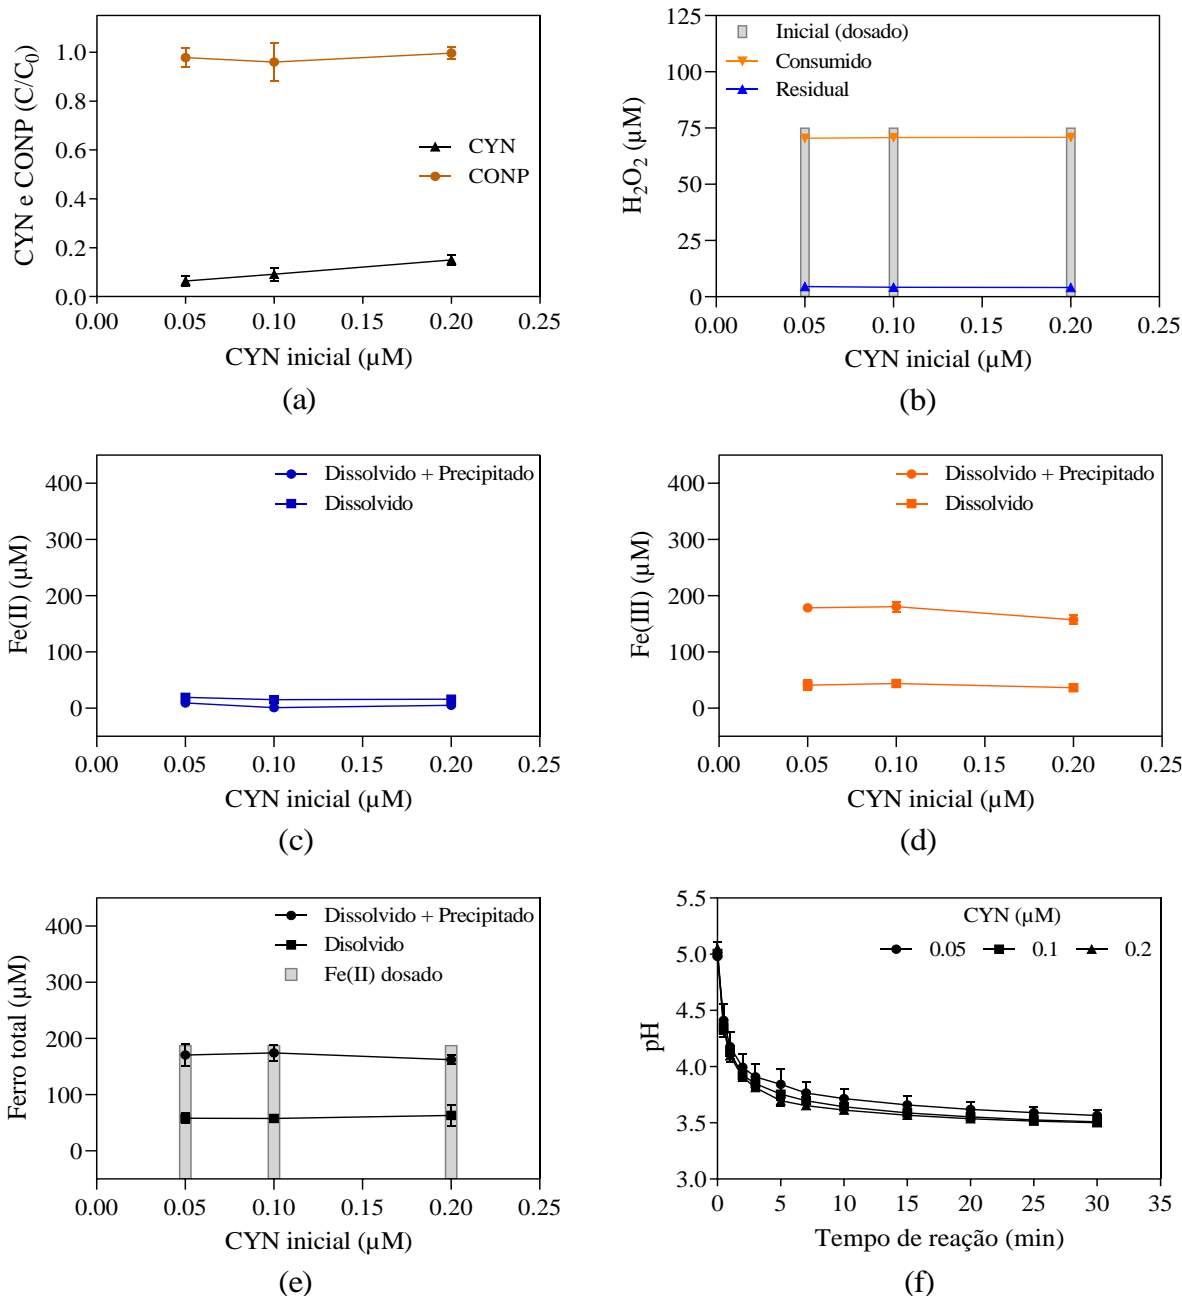 1.0
0.8
0.6
0.4
0.2
0.0
CYN e CONP (C/C₀)
CYN
CONP
0.00 0.05 0.10 0.15 0.20 0.25
CYN inicial (µM)
(a)
125
100
75
50
25
0
H₂O₂ (µM)
Inicial (dosado)
Consumido
Residual
0.00 0.05 0.10 0.15 0.20 0.25
CYN inicial (µM)
(b)
400
300
200
100
0
Fe(II) (µM)
Dissolvido + Precipitado
Dissolvido
0.00 0.05 0.10 0.15 0.20 0.25
CYN inicial (µM)
(c)
400
300
200
100
0
Fe(III) (µM)
Dissolvido + Precipitado
Dissolvido
0.00 0.05 0.10 0.15 0.20 0.25
CYN inicial (µM)
(d)
400
300
200
100
0
Ferro total (µM)
Dissolvido + Precipitado
Disolvido
Fe(II) dosado
0.00 0.05 0.10 0.15 0.20 0.25
CYN inicial (µM)
(e)
5.5
5.0
4.5
4.0
3.5
3.0
pH
CYN (µM)
0.05 0.1 0.2
0 5 10 15 20 25 30 35
Tempo de reação (min)
(f)